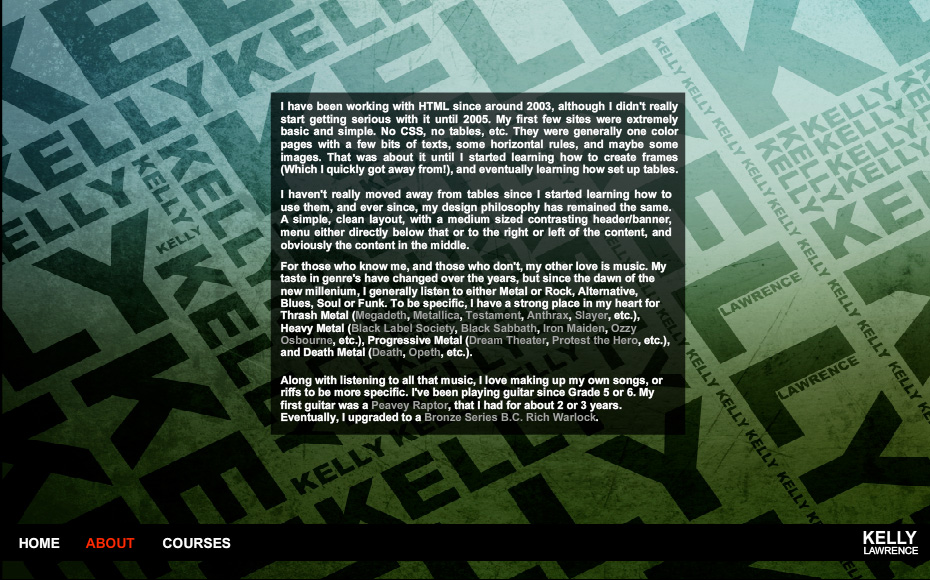 I have been working with HTML since around 2003, although I didn't really
start getting serious with it until 2005. My first few sites were extremely
basic and simple. No CSS, no tables, etc. They were generally one color
pages with a few bits of texts, some horizontal rules, and maybe some
images. That was about it until I started learning how to create frames
(Which I quickly got away from!), and eventually learning how set up tables.
I haven't really moved away from tables since I started learning how to
use them, and ever since, my design philosophy has remained the same.
A simple, clean layout, with a medium sized contrasting header/banner,
menu either directly below that or to the right or left of the content, and
obviously the content in the middle.
For those who know me, and those who don't, my other love is music. My
taste in genre's have changed over the years, but since the dawn of the
new millenium, I generally listen to either Metal or Rock, Alternative,
Blues, Soul or Funk. To be specific, I have a strong place in my heart for
Thrash Metal (Megadeth, Metallica, Testament, Anthrax, Slayer, etc.),
Heavy Metal (Black Label Society, Black Sabbath, Iron Maiden, Ozzy
Osbourne, etc.), Progressive Metal (Dream Theater, Protest the Hero, etc.),
and Death Metal (Death, Opeth, etc.).
Along with listening to all that music, I love making up my own songs, or
riffs to be more specific. I've been playing guitar since Grade 5 or 6. My
first guitar was a Peavey Raptor, that I had for about 2 or 3 years.
Eventually, I upgraded to a Bronze Series B.C. Rich Warlock.
KELLY
KELLY
KELLY
KELLY
KELLY
KELLY
LAWRENCE
LAWRENCE
HOME ABOUT COURSES
KELLY
LAWRENCE